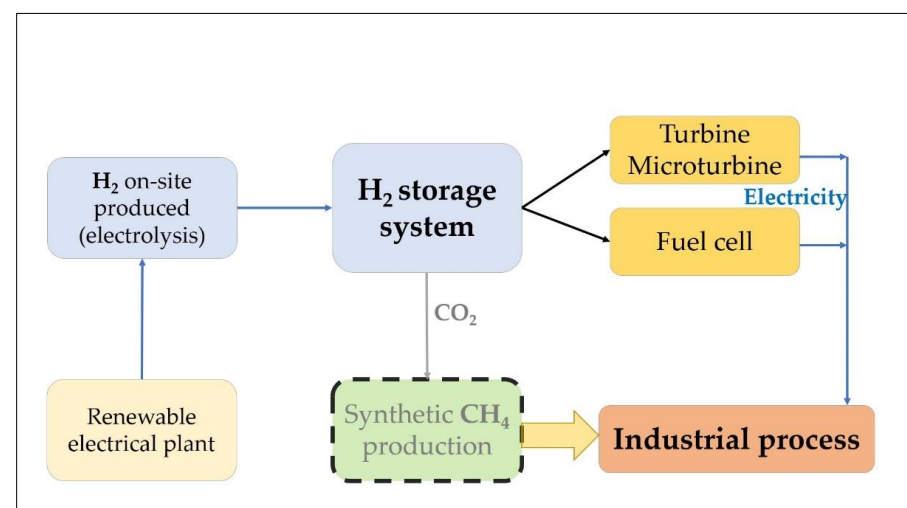 H₂ on-site
produced
(electrolysis)
H₂ storage
system
Turbine
Microturbine
Electricity
Fuel cell
CO₂
Renewable
electrical plant
Synthetic CH₄
production
Industrial process